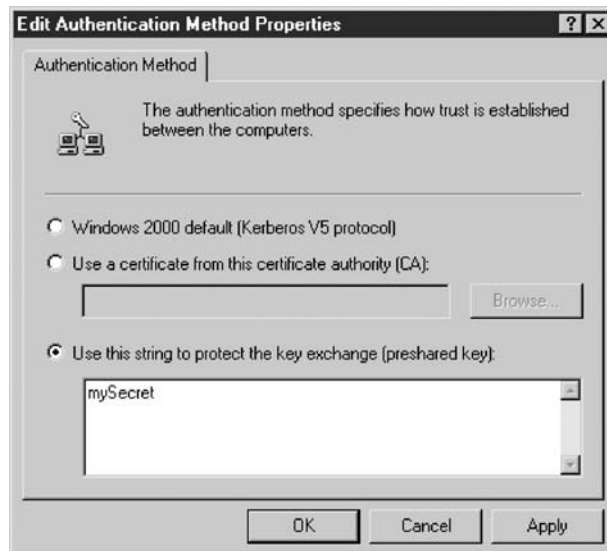 Edit Authentication Method Properties
Authentication Method
The authentication method specifies how trust is established
between the computers.
Windows 2000 default (Kerberos V5 protocol)
Use a certificate from this certificate authority (CA):
Browse...
Use this string to protect the key exchange (preshared key):
mySecret
OK Cancel Apply